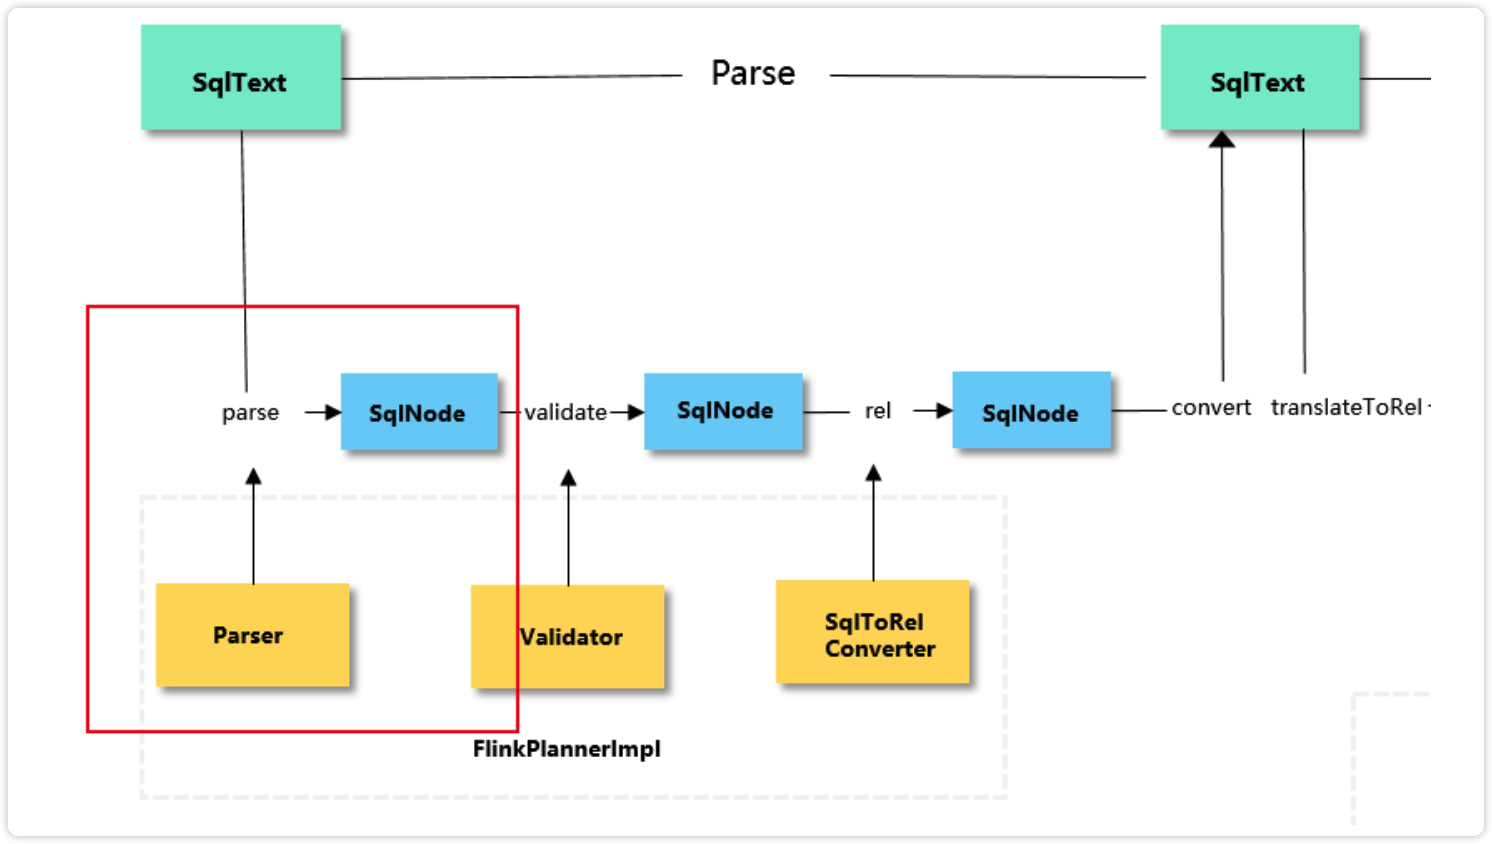 SqlText
Parse
SqlText
parse
SqlNode
validate
SqlNode
rel
SqlNode
convert
translateToRel
Parser
Validator
SqlToRel
Converter
FlinkPlannerImpl